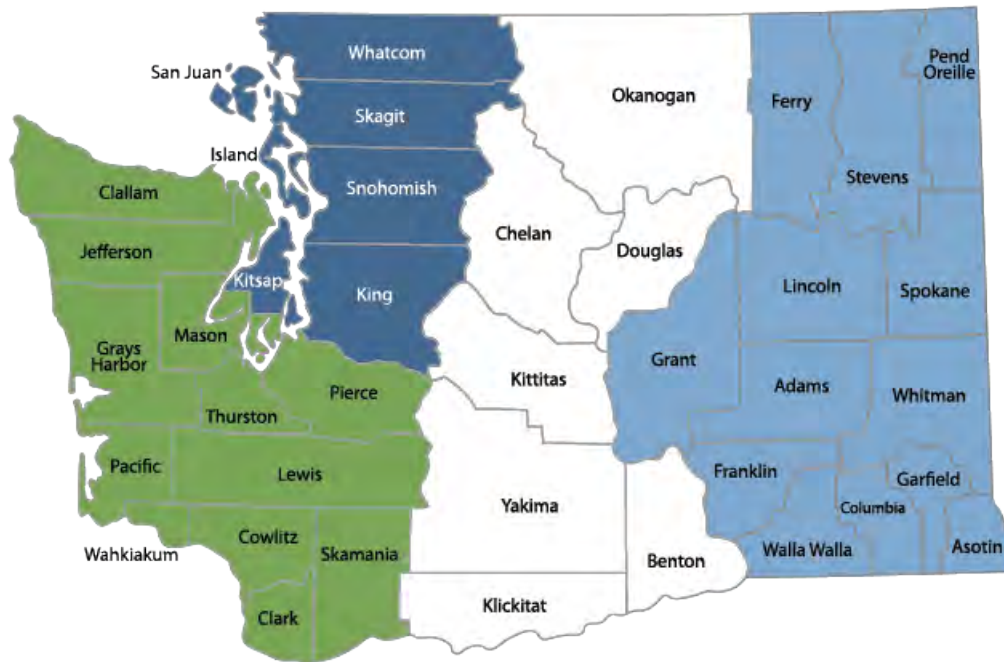 Whatcom
Pend
Oreille
San Juan
Okanogan
Ferry
Skagit
Island
Stevens
Snohomish
Clallam
Chelan
Douglas
Jefferson
Kitsap
King
Lincoln
Spokane
Mason
Grays
Harbor
Grant
Kittitas
Adams
Pierce
Whitman
Thurston
Pacific
Lewis
Franklin
Garfield
Yakima
Columbia
Cowlitz
Skamania
Wahkiakum
Walla Walla
Asotin
Benton
Klickitat
Clark